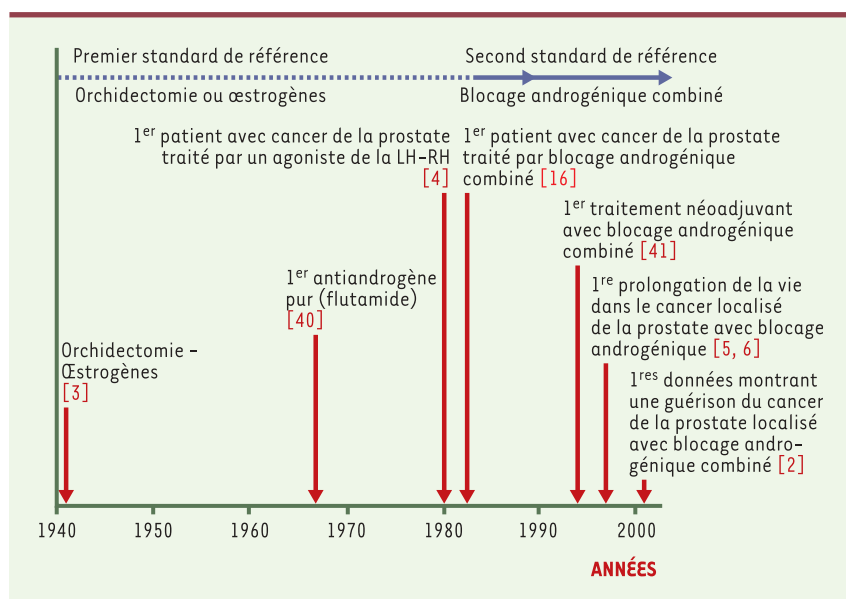 Premier standard de référence
Second standard de référence
Orchidectomie ou œstrogènes
Blocage androgénique combiné
1er patient avec cancer de la prostate
traité par un agoniste de la LH-RH
[4]
1er patient avec cancer de la prostate
traité par blocage androgénique
combiné [16]
1er traitement néoadjuvant
avec blocage androgénique
combiné [41]
1er antiandrogène
pur (flutamide)
[40]
1re prolongation de la vie
dans le cancer localisé
de la prostate avec blocage
androgénique [5, 6]
Orchidectomie -
Œstrogènes
[3]
1res données montrant
une guérison du cancer
de la prostate localisé
avec blocage andro-
génique combiné [2]
1940 1950 1960 1970 1980 1990 2000
ANNÉES